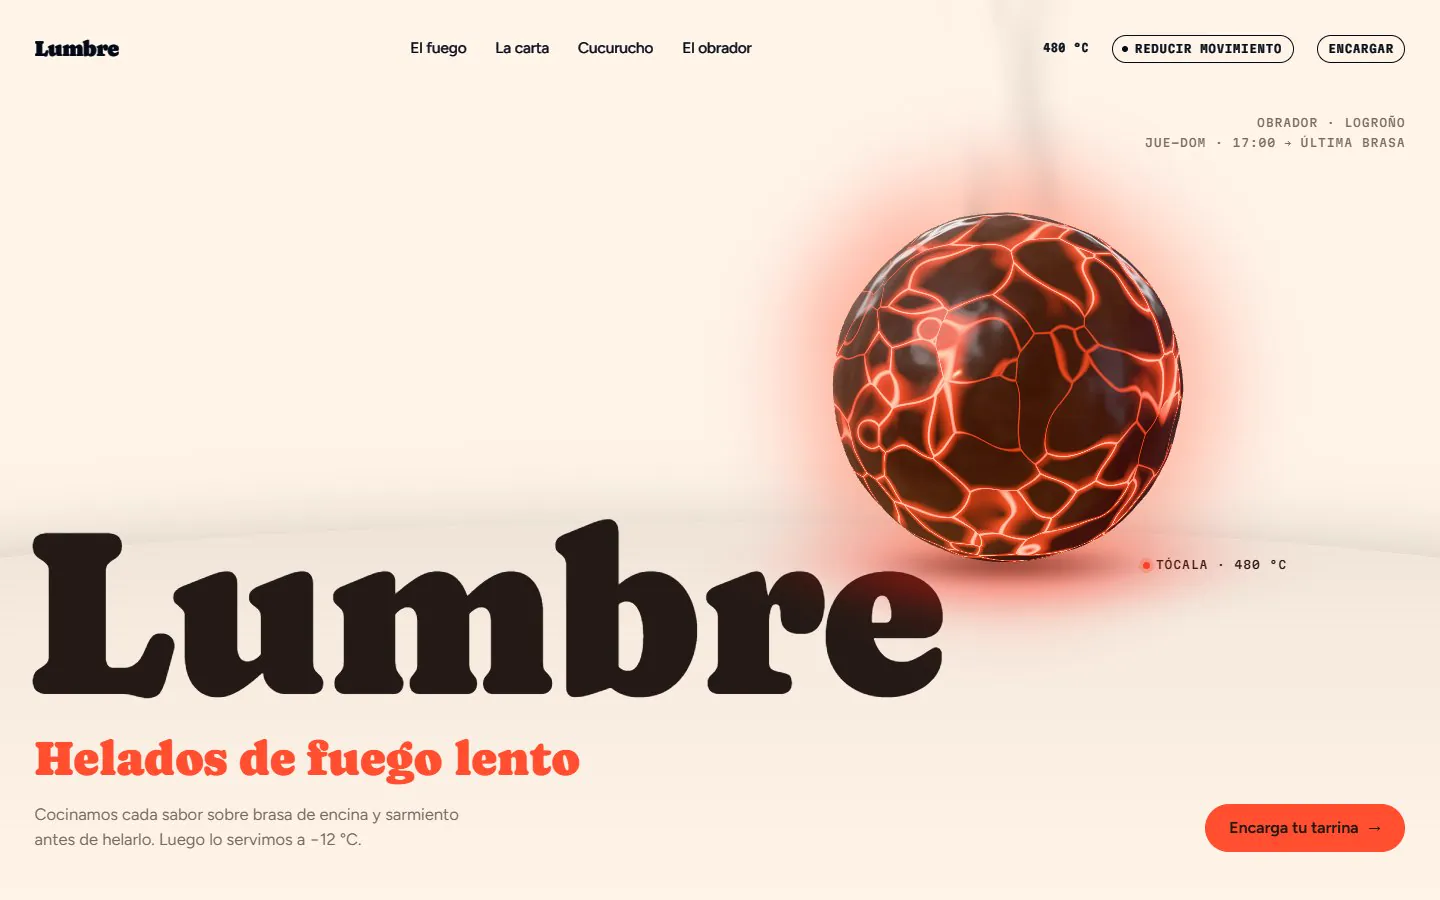 Lumbre
El fuego
La carta
Cucurucho
El obrador
480 °C
• REDUCIR MOVIMIENTO
ENCARGAR
OBRADOR · LOGROÑO
JUE–DOM · 17:00 → ÚLTIMA BRASA
TÓCALA · 480 °C
Lumbre
Helados de fuego lento
Cocinamos cada sabor sobre brasa de encina y sarmiento
antes de helarlo. Luego lo servimos a −12 °C.
Encarga tu tarrina →